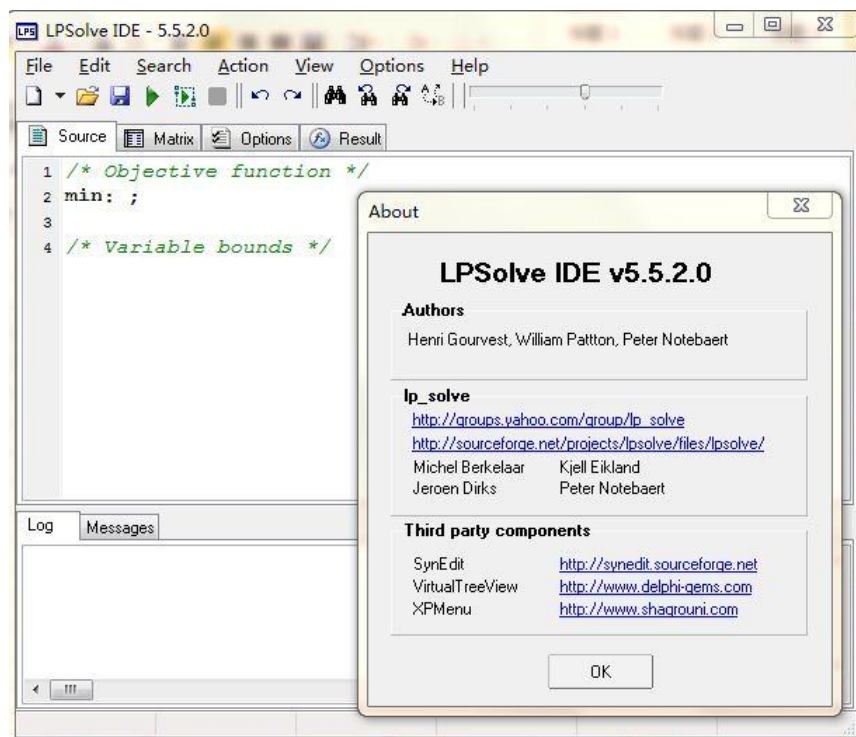 LPS LPSolve IDE - 5.5.2.0
File Edit Search Action View Options Help
Source Matrix Options Result
1 /* Objective function */
2 min: ;
3
4 /* Variable bounds */
About
LPSolve IDE v5.5.2.0
Authors
Henri Gourvest, William Pattton, Peter Notebaert
lp_solve
http://groups.yahoo.com/group/lp_solve
http://sourceforge.net/projects/lpsolve/files/lpsolve/
Michel Berkelaar Kjell Eikland
Jeroen Dirks Peter Notebaert
Third party components
SynEdit http://synedit.sourceforge.net
VirtualTreeView http://www.delphi-gems.com
XPMenu http://www.shagrouni.com
OK
Log Messages